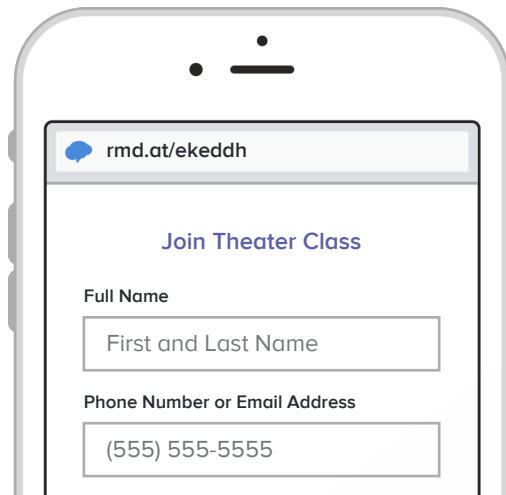 rmd.at/ekeddh
Join Theater Class
Full Name
First and Last Name
Phone Number or Email Address
(555) 555-5555